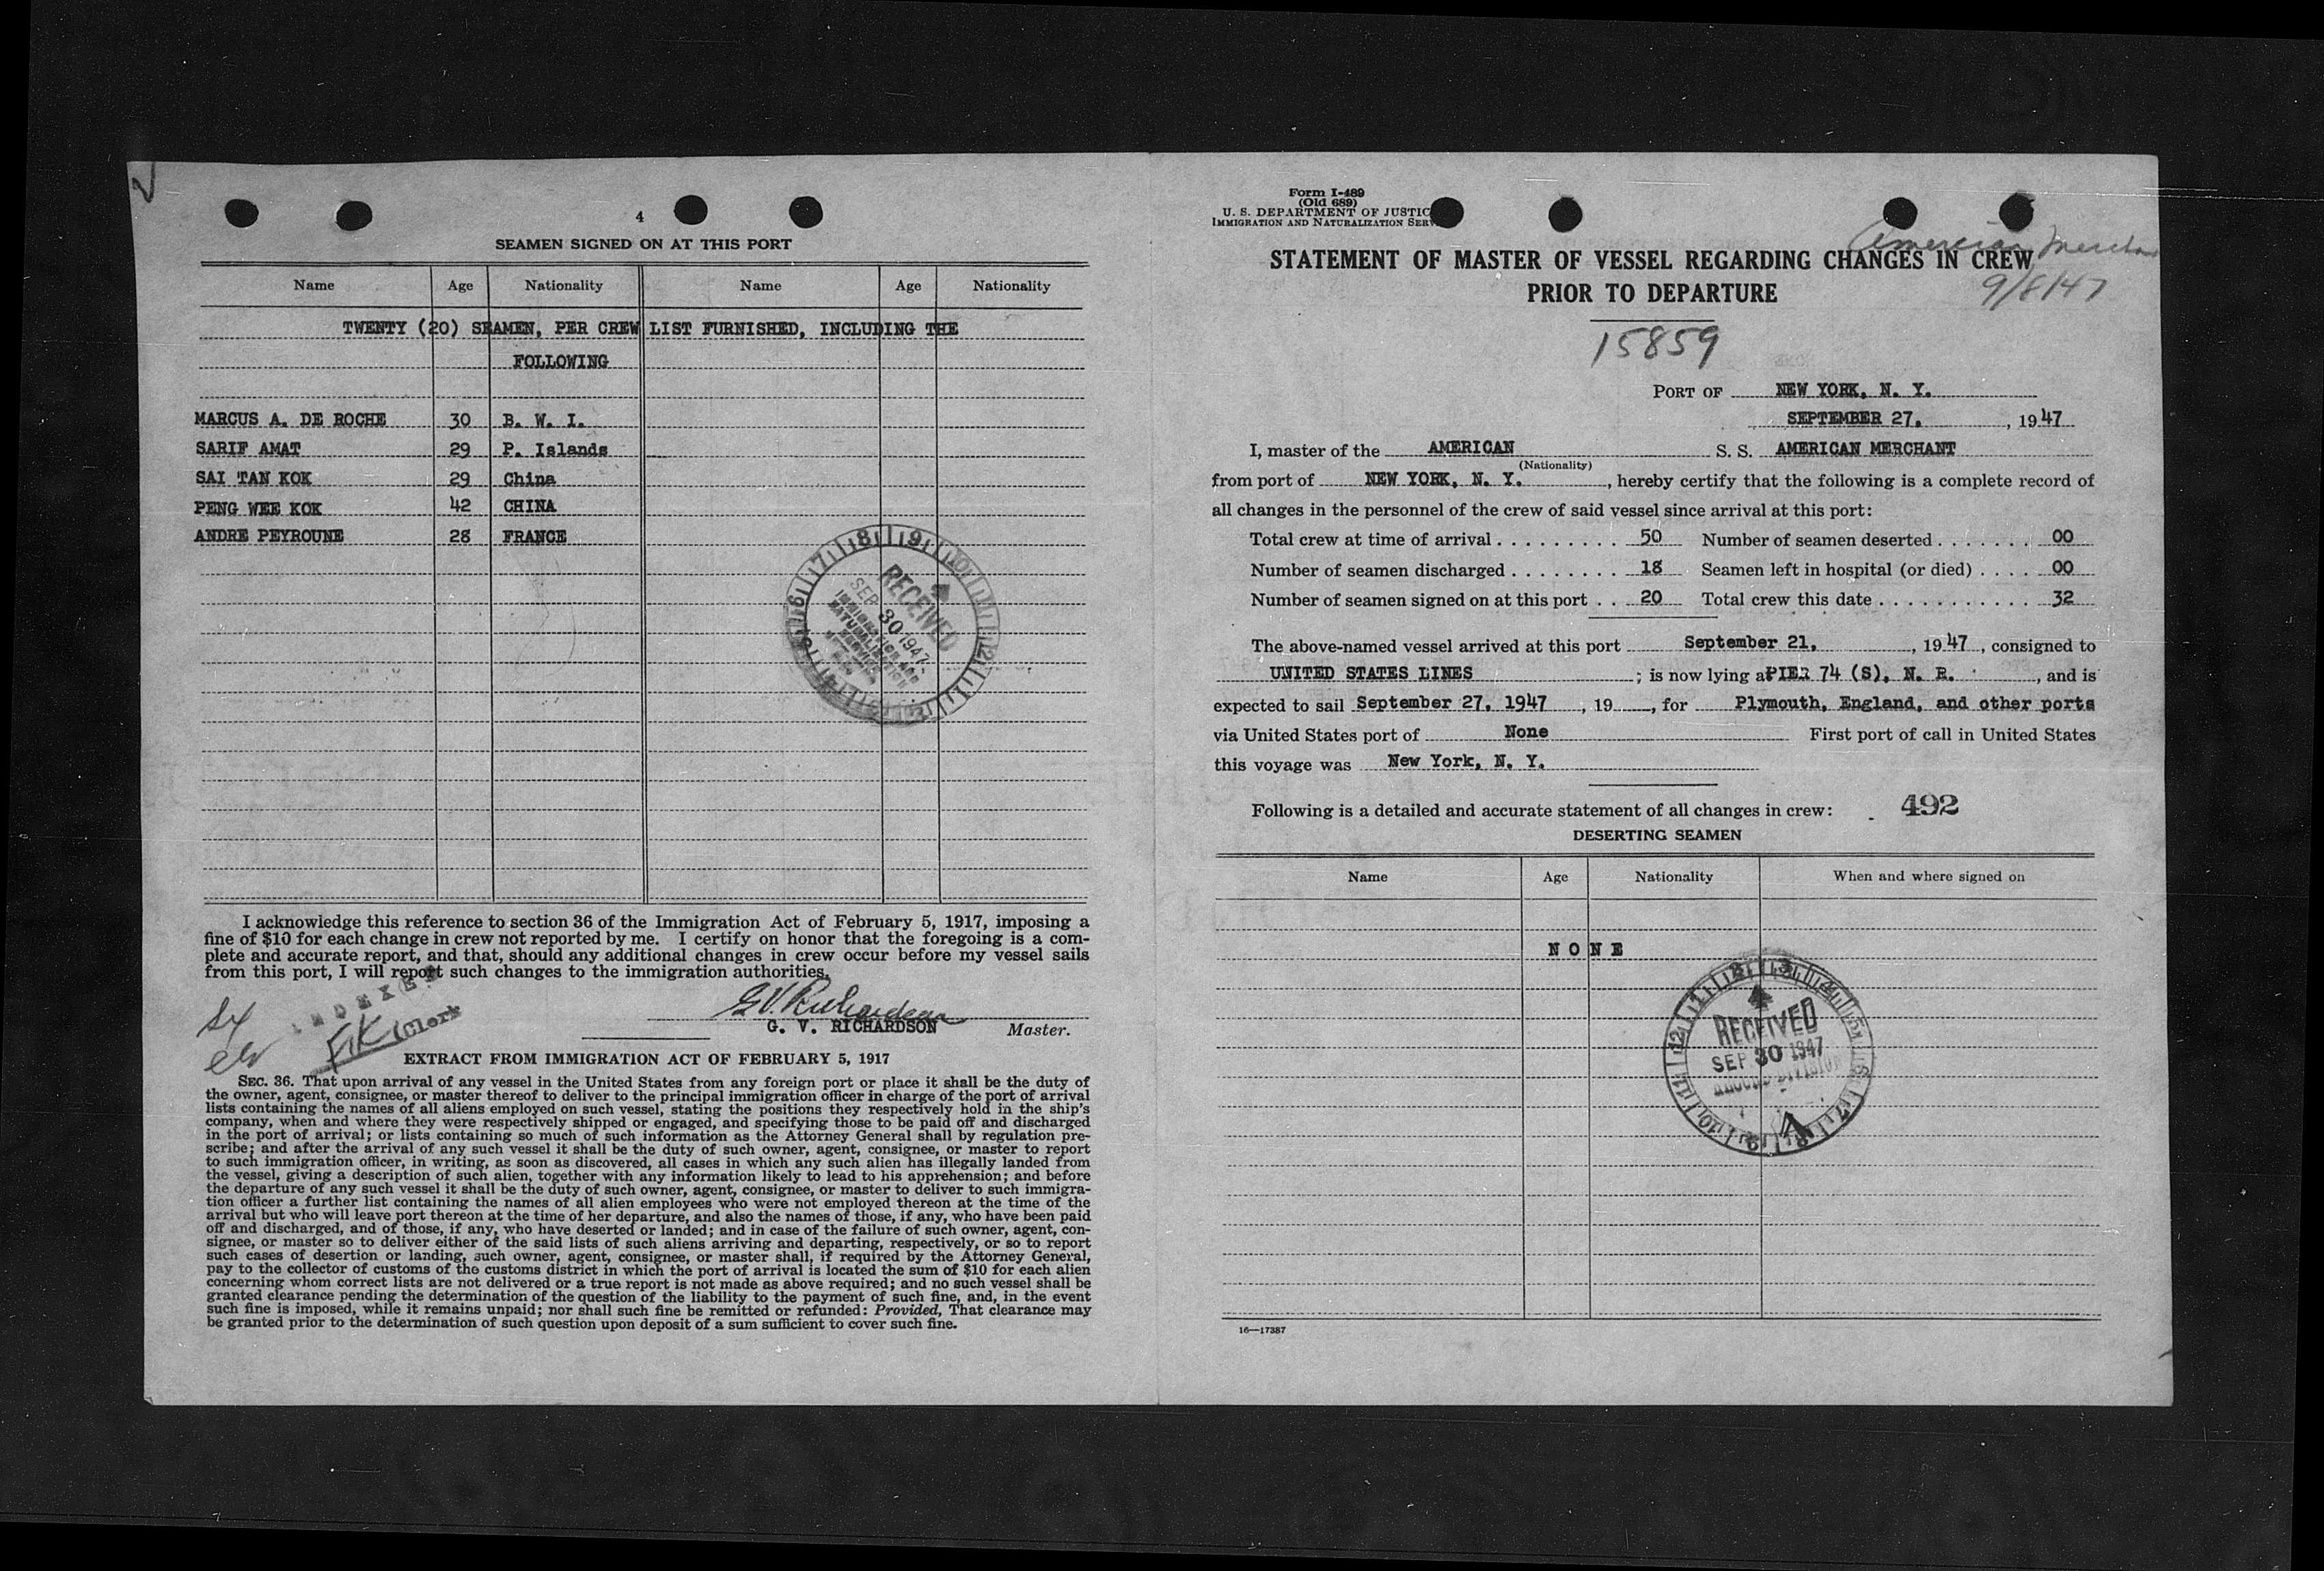 4
SEAMEN SIGNED ON AT THIS PORT
Name Age Nationality Name Age Nationality
TWENTY (20) SEAMEN, PER CREW LIST FURNISHED, INCLUDING THE
FOLLOWING
MARCUS A. DE ROCHE 30 B. W. I.
SARIF AMAT 29 P. Islands
SAI TAN KOK 29 China
PENG WEE KOK 42 CHINA
ANDRE PEYROUNE 28 FRANCE
RECEIVED
SEP 30 1947
IMMIGRATION AND
NATURALIZATION
SERVICE
I acknowledge this reference to section 36 of the Immigration Act of February 5, 1917, imposing a
fine of $10 for each change in crew not reported by me. I certify on honor that the foregoing is a com-
plete and accurate report, and that, should any additional changes in crew occur before my vessel sails
from this port, I will report such changes to the immigration authorities.
INDEXED
Clerk
G. V. Richardson
G. V. RICHARDSON Master.
EXTRACT FROM IMMIGRATION ACT OF FEBRUARY 5, 1917
SEC. 36. That upon arrival of any vessel in the United States from any foreign port or place it shall be the duty of
the owner, agent, consignee, or master thereof to deliver to the principal immigration officer in charge of the port of arrival
lists containing the names of all aliens employed on such vessel, stating the positions they respectively hold in the ship's
company, when and where they were respectively shipped or engaged, and specifying those to be paid off and discharged
in the port of arrival; or lists containing so much of such information as the Attorney General shall by regulation pre-
scribe; and after the arrival of any such vessel it shall be the duty of such owner, agent, consignee, or master to report
to such immigration officer, in writing, as soon as discovered, all cases in which any such alien has illegally landed from
the vessel, giving a description of such alien, together with any information likely to lead to his apprehension; and before
the departure of any such vessel it shall be the duty of such owner, agent, consignee, or master to deliver to such immigra-
tion officer a further list containing the names of all alien employees who were not employed thereon at the time of the
arrival but who will leave port thereon at the time of her departure, and also the names of those, if any, who have been paid
off and discharged, and of those, if any, who have deserted or landed; and in case of the failure of such owner, agent, con-
signee, or master so to deliver either of the said lists of such aliens arriving and departing, respectively, or so to report
such cases of desertion or landing, such owner, agent, consignee, or master shall, if required by the Attorney General,
pay to the collector of customs of the customs district in which the port of arrival is located the sum of $10 for each alien
concerning whom correct lists are not delivered or a true report is not made as above required; and no such vessel shall be
granted clearance pending the determination of the question of the liability to the payment of such fine, and, in the event
such fine is imposed, while it remains unpaid; nor shall such fine be remitted or refunded: Provided, That clearance may
be granted prior to the determination of such question upon deposit of a sum sufficient to cover such fine.
Form I-489
(Old 689)
U. S. DEPARTMENT OF JUSTIC
IMMIGRATION AND NATURALIZATION SERV
American Mercha
STATEMENT OF MASTER OF VESSEL REGARDING CHANGES IN CREW
PRIOR TO DEPARTURE
9/8/47
15859
PORT OF NEW YORK, N. Y.
SEPTEMBER 27, , 1947
I, master of the AMERICAN S. S. AMERICAN MERCHANT
(Nationality)
from port of NEW YORK, N. Y. , hereby certify that the following is a complete record of
all changes in the personnel of the crew of said vessel since arrival at this port:
Total crew at time of arrival . . . . . . . . . 50 Number of seamen deserted . . . . . . . 00
Number of seamen discharged . . . . . . . . 18 Seamen left in hospital (or died) . . . . 00
Number of seamen signed on at this port . . 20 Total crew this date . . . . . . . . . . . 32
The above-named vessel arrived at this port September 21, , 1947 , consigned to
UNITED STATES LINES ; is now lying at PIER 74 (S), N. R. , and is
expected to sail September 27, 1947 , 19 , for Plymouth, England, and other ports
via United States port of None First port of call in United States
this voyage was New York, N. Y.
Following is a detailed and accurate statement of all changes in crew: 492
DESERTING SEAMEN
Name Age Nationality When and where signed on
N O N E
RECEIVED
SEP 30 1947
RECORD DIVISION
16—17387